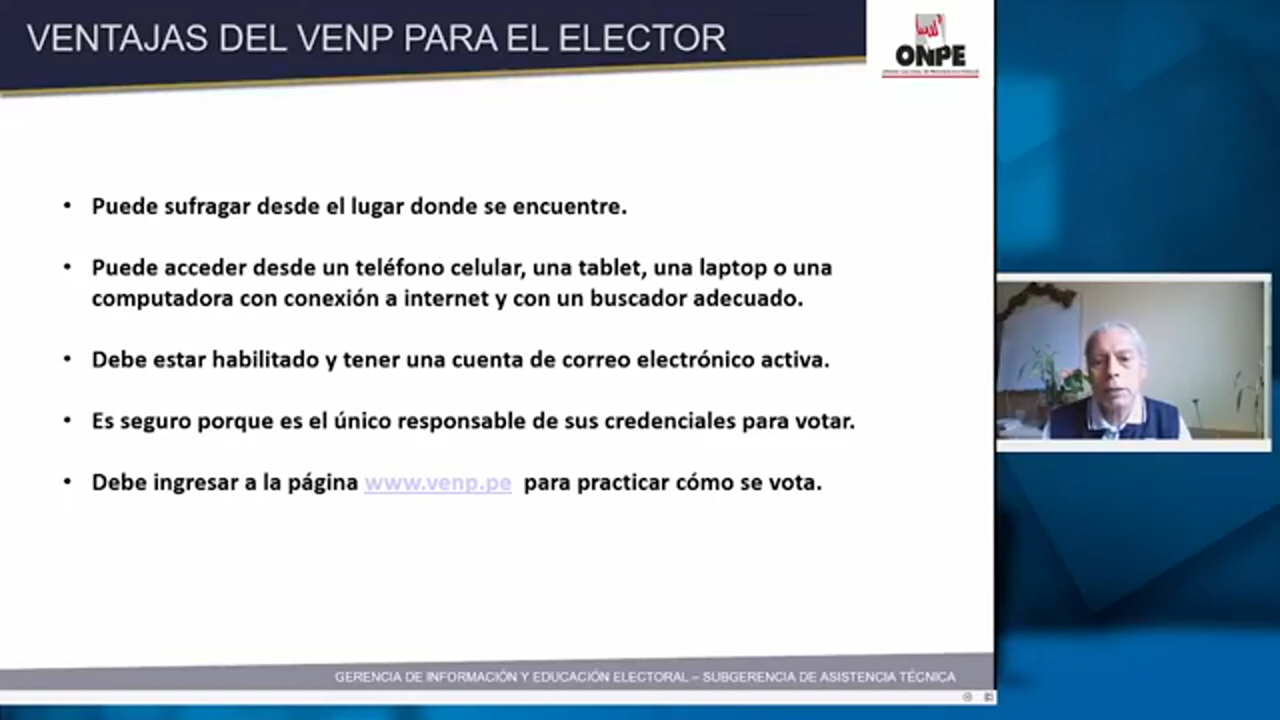 VENTAJAS DEL VENP PARA EL ELECTOR
ONPE
• Puede sufragar desde el lugar donde se encuentre.
• Puede acceder desde un teléfono celular, una tablet, una laptop o una
computadora con conexión a internet y con un buscador adecuado.
• Debe estar habilitado y tener una cuenta de correo electrónico activa.
• Es seguro porque es el único responsable de sus credenciales para votar.
• Debe ingresar a la página www.venp.pe para practicar cómo se vota.
GERENCIA DE INFORMACIÓN Y EDUCACIÓN ELECTORAL – SUBGERENCIA DE ASISTENCIA TÉCNICA